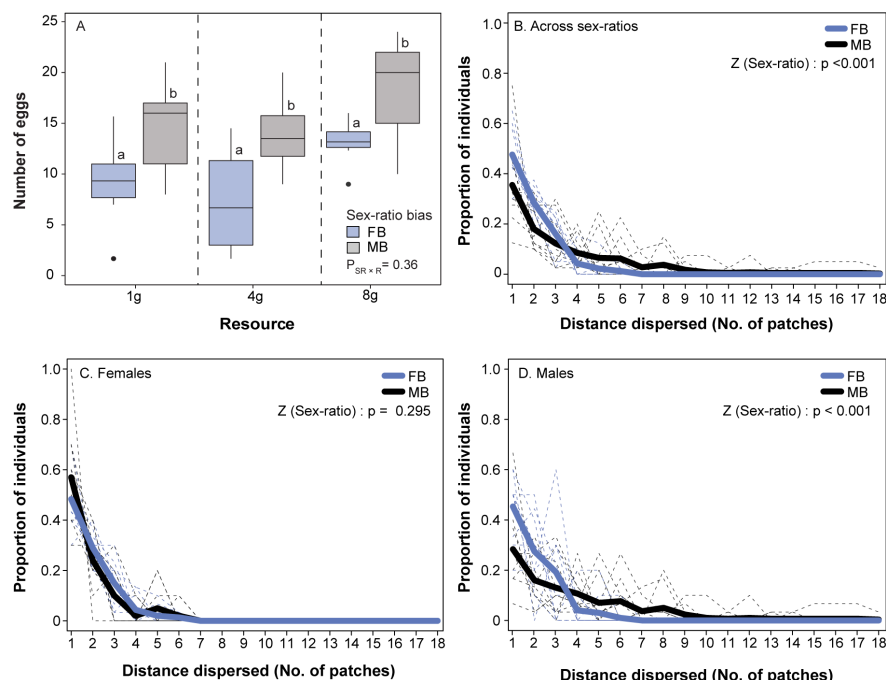 A
Number of eggs
25
20
15
10
5
0
a
b
a
b
a
b
Sex-ratio bias
FB
MB
P SR × R = 0.36
1g
4g
8g
Resource
B. Across sex-ratios
FB
MB
Z (Sex-ratio) : p <0.001
Proportion of individuals
1.0
0.8
0.6
0.4
0.2
0
1 2 3 4 5 6 7 8 9 10 11 12 13 14 15 16 17 18
Distance dispersed (No. of patches)
C. Females
FB
MB
Z (Sex-ratio) : p = 0.295
Proportion of individuals
1.0
0.8
0.6
0.4
0.2
0
1 2 3 4 5 6 7 8 9 10 11 12 13 14 15 16 17 18
Distance dispersed (No. of patches)
D. Males
FB
MB
Z (Sex-ratio) : p < 0.001
Proportion of individuals
1.0
0.8
0.6
0.4
0.2
0
1 2 3 4 5 6 7 8 9 10 11 12 13 14 15 16 17 18
Distance dispersed (No. of patches)